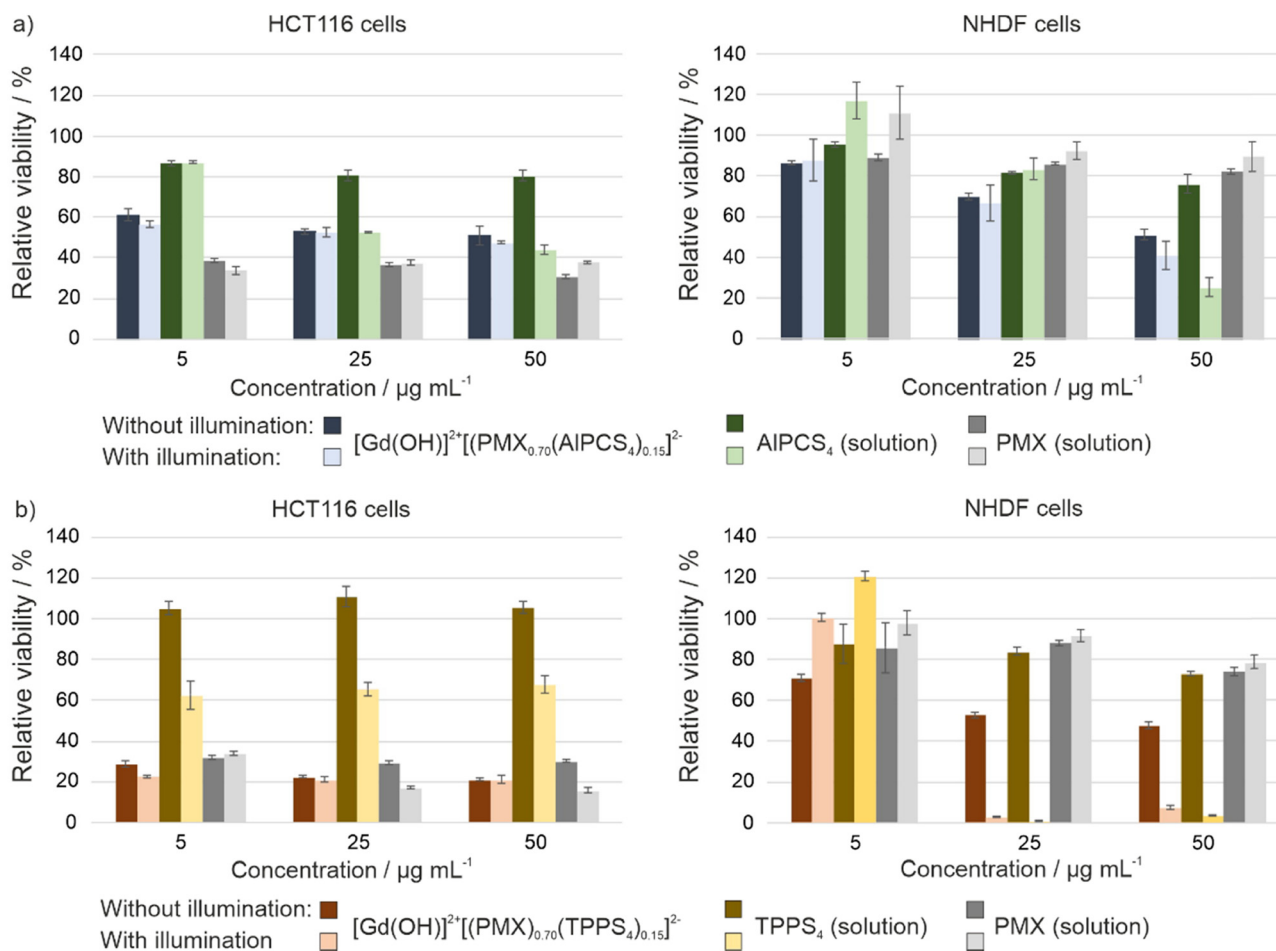 a)
HCT116 cells
NHDF cells
Relative viability / %
140
120
100
80
60
40
20
0
5
25
50
Concentration / µg mL⁻¹
Relative viability / %
140
120
100
80
60
40
20
0
5
25
50
Concentration / µg mL⁻¹
Without illumination:
With illumination:
[Gd(OH)]²⁺[(PMX₀.₇₀(AlPCS₄)₀.₁₅]²⁻
AlPCS₄ (solution)
PMX (solution)
b)
HCT116 cells
NHDF cells
Relative viability / %
140
120
100
80
60
40
20
0
5
25
50
Concentration / µg mL⁻¹
Relative viability / %
140
120
100
80
60
40
20
0
5
25
50
Concentration / µg mL⁻¹
Without illumination:
With illumination
[Gd(OH)]²⁺[(PMX)₀.₇₀(TPPS₄)₀.₁₅]²⁻
TPPS₄ (solution)
PMX (solution)